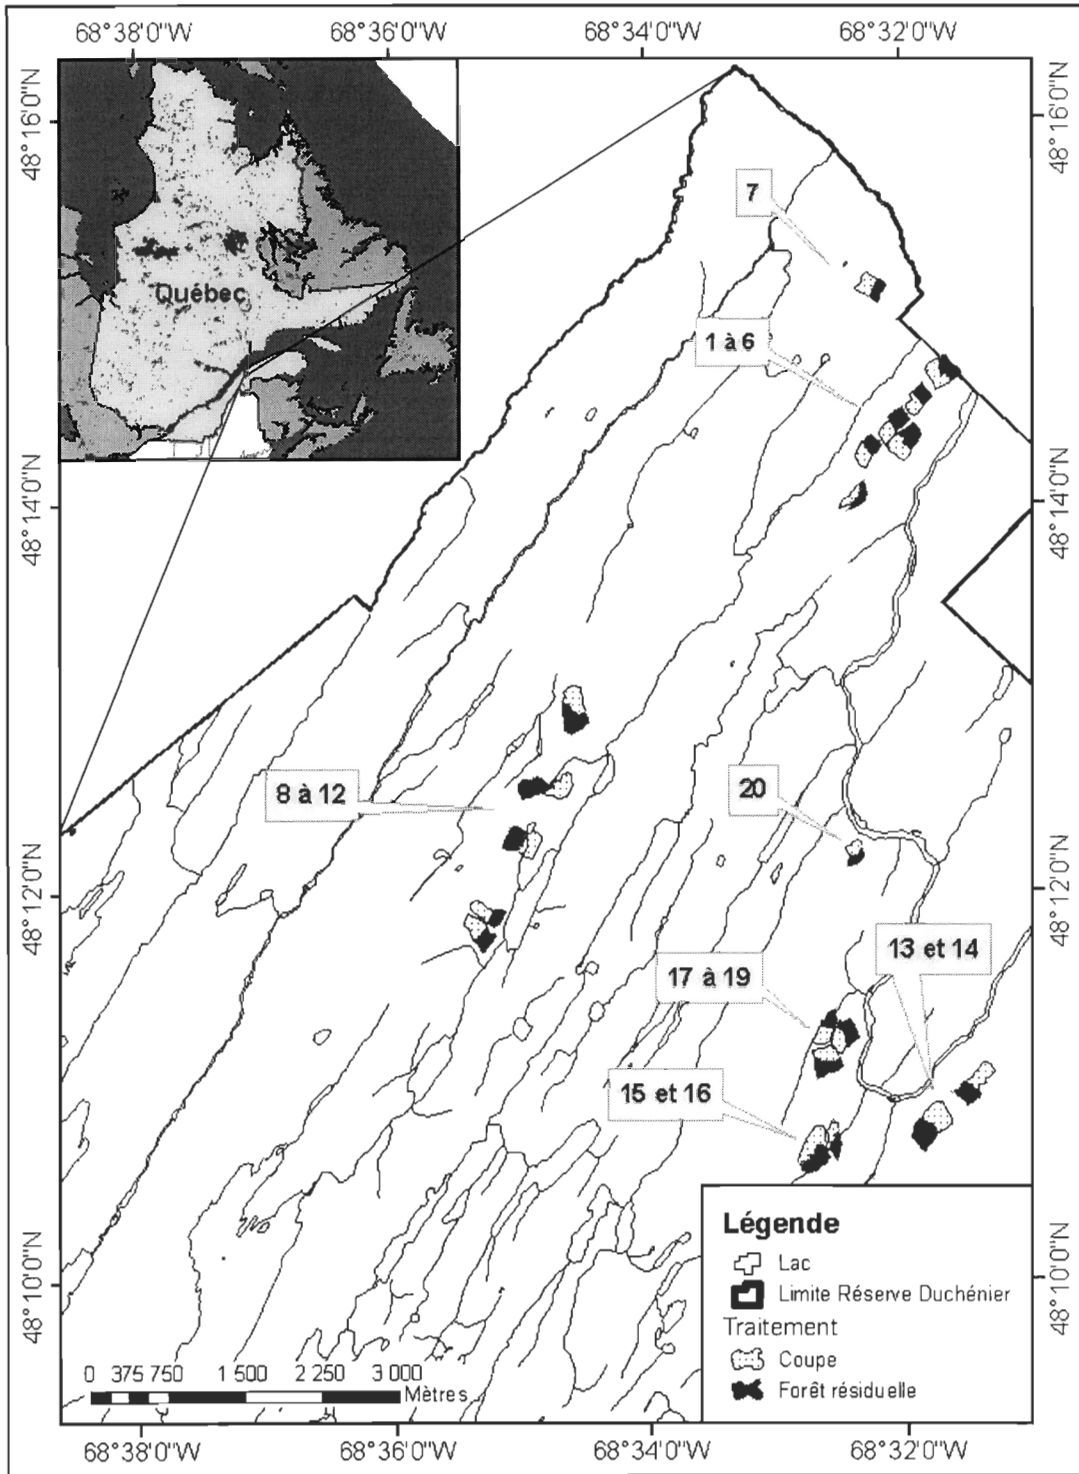 68°38'0"W 68°36'0"W 68°34'0"W 68°32'0"W
48°16'0"N 48°16'0"N
7
Québec
1 à 6
48°14'0"N 48°14'0"N
8 à 12
20
48°12'0"N 48°12'0"N
13 et 14
17 à 19
15 et 16
Légende
Lac
Limite Réserve Duchénier
Traitement
Coupe
Forêt résiduelle
48°10'0"N 48°10'0"N
0 375 750 1 500 2 250 3 000
Mètres
68°38'0"W 68°36'0"W 68°34'0"W 68°32'0"W